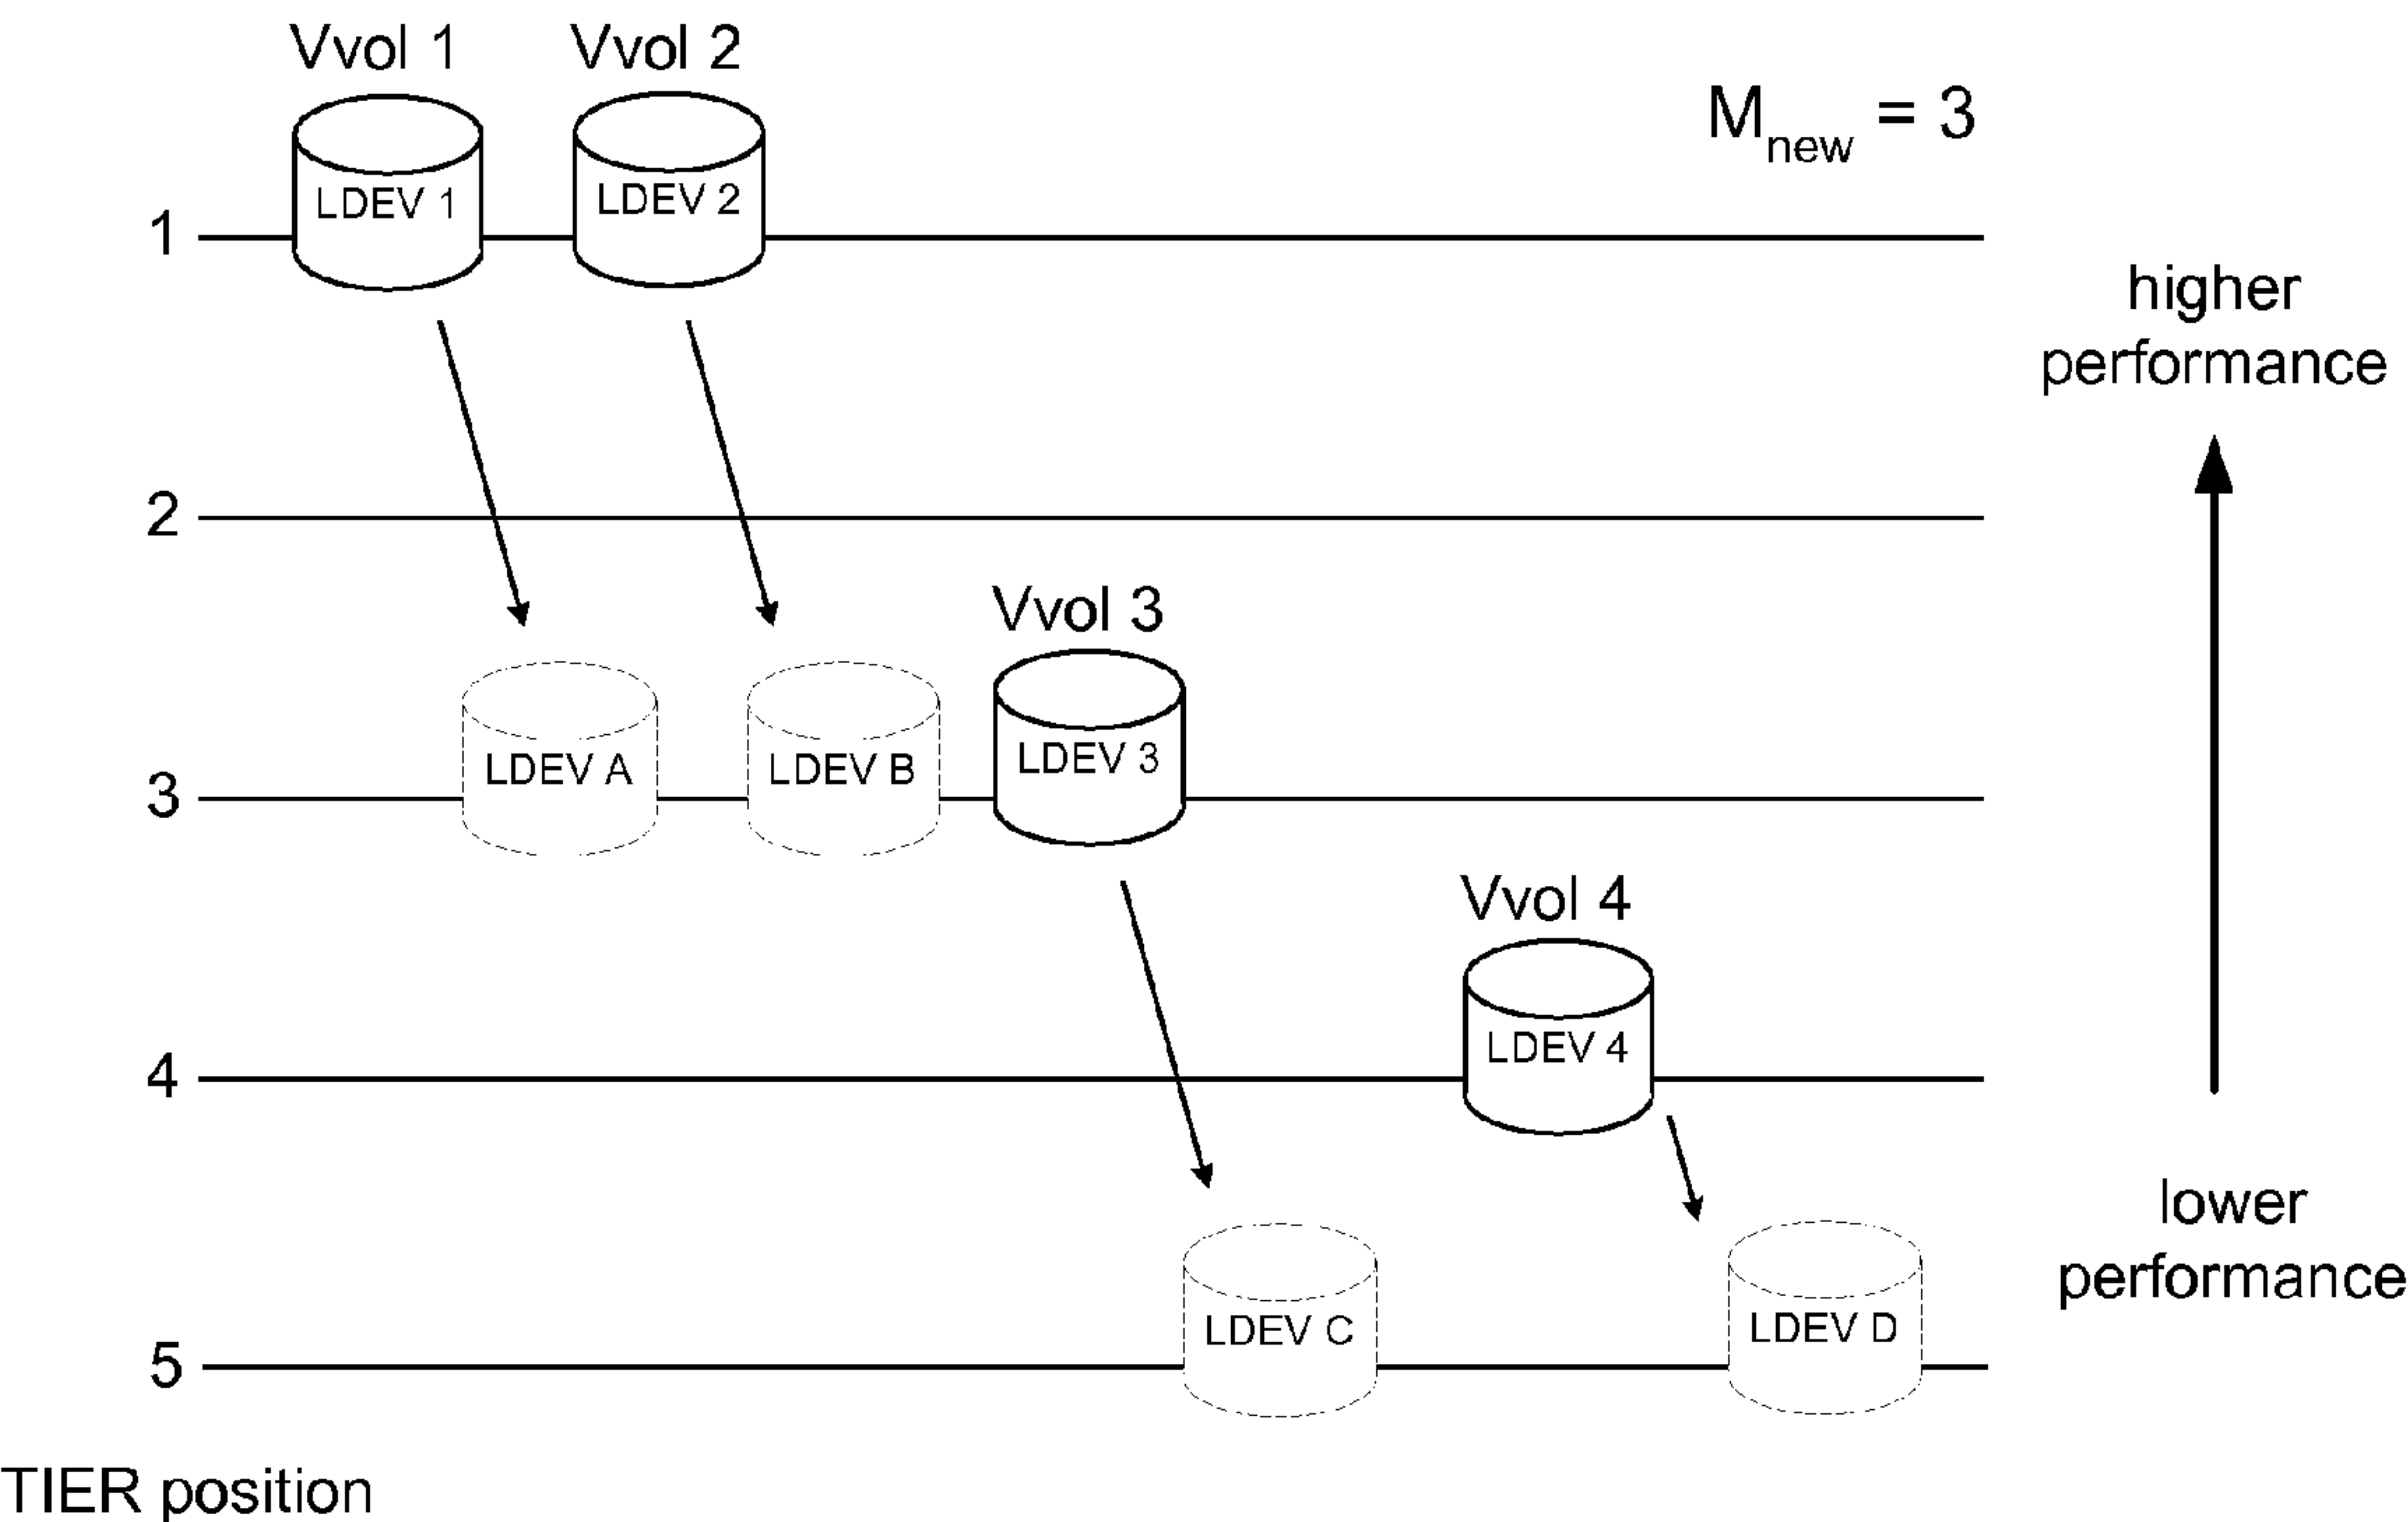 Vvol 1
Vvol 2
M new = 3
LDEV 1
LDEV 2
1
higher
performance
2
Vvol 3
LDEV A
LDEV B
LDEV 3
3
Vvol 4
LDEV 4
4
lower
performance
LDEV C
LDEV D
5
TIER position